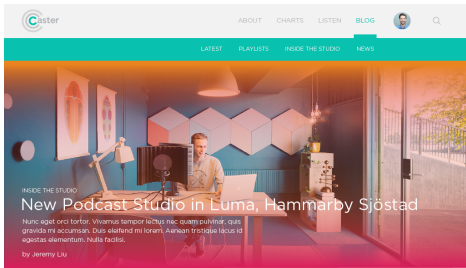 Caster
ABOUT CHARTS LISTEN BLOG
LATEST PLAYLISTS INSIDE THE STUDIO NEWS
INSIDE THE STUDIO
New Podcast Studio in Luma, Hammarby Sjöstad
Nunc eget orci tortor. Vivamus tempor lectus nec quam pulvinar, quis
gravida mi accumsan. Duis eleifend mi lorem. Aenean tristique lacus id
egestas elementum. Nulla facilisi.
by Jeremy Liu